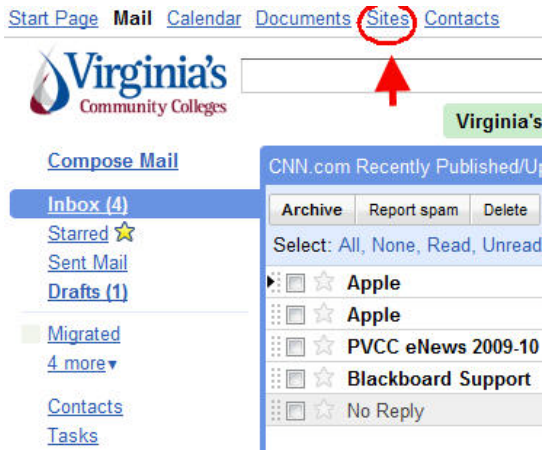 Start Page Mail Calendar Documents Sites Contacts
Virginia's
Community Colleges
Virginia's
Compose Mail
CNN.com Recently Published/Up
Inbox (4)
Archive Report spam Delete
Starred
Select: All, None, Read, Unread
Sent Mail
Drafts (1)
Apple
Apple
Migrated
PVCC eNews 2009-10
4 more
Blackboard Support
Contacts
No Reply
Tasks